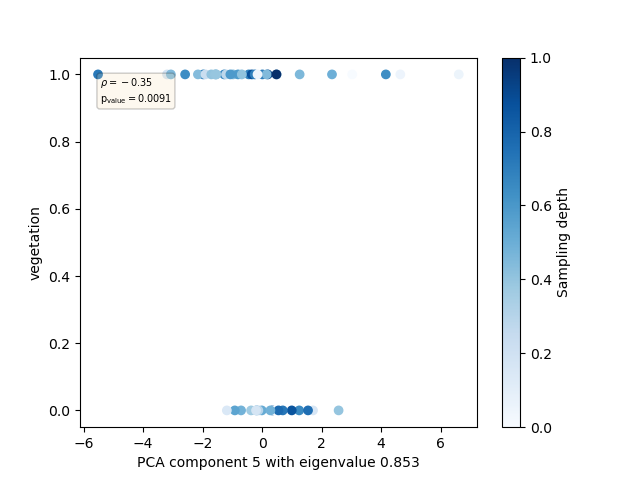 1.0
0.8
0.6
0.4
0.2
0.0
vegetation
ρ = −0.35
p_value = 0.0091
−6 −4 −2 0 2 4 6
PCA component 5 with eigenvalue 0.853
1.0
0.8
0.6
0.4
0.2
0.0
Sampling depth